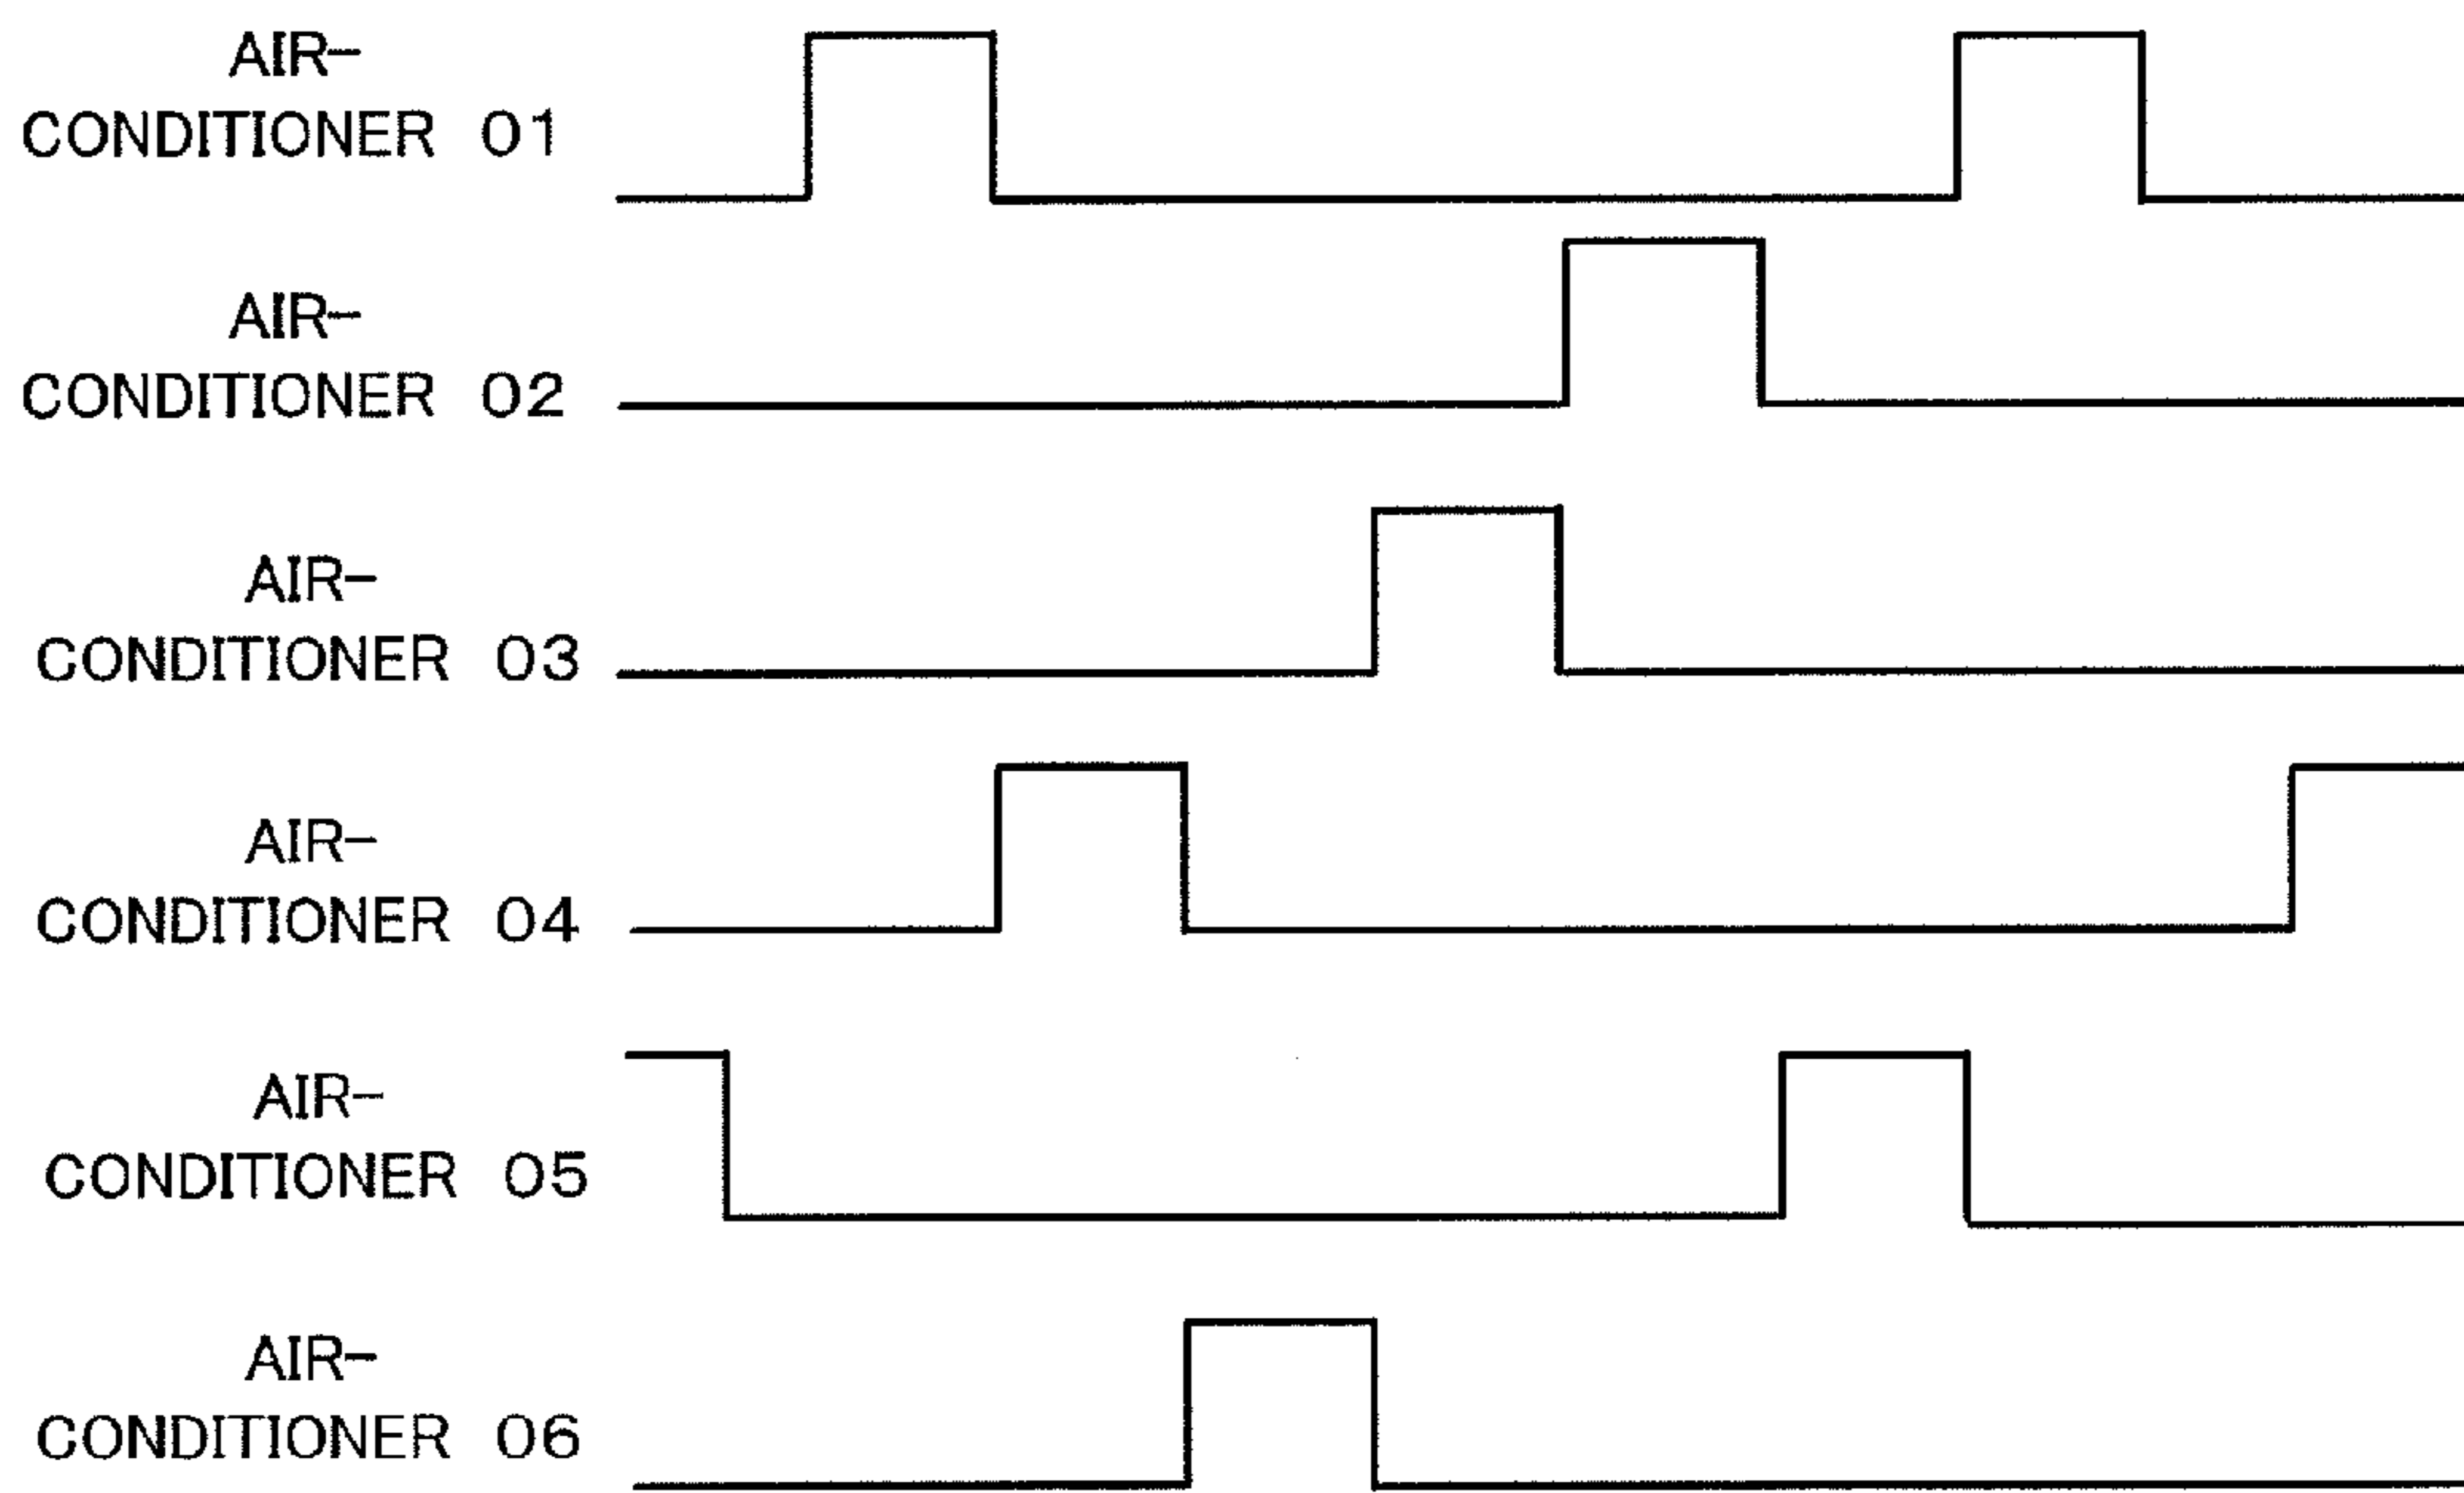 AIR-
CONDITIONER 01
AIR-
CONDITIONER 02
AIR-
CONDITIONER 03
AIR-
CONDITIONER 04
AIR-
CONDITIONER 05
AIR-
CONDITIONER 06